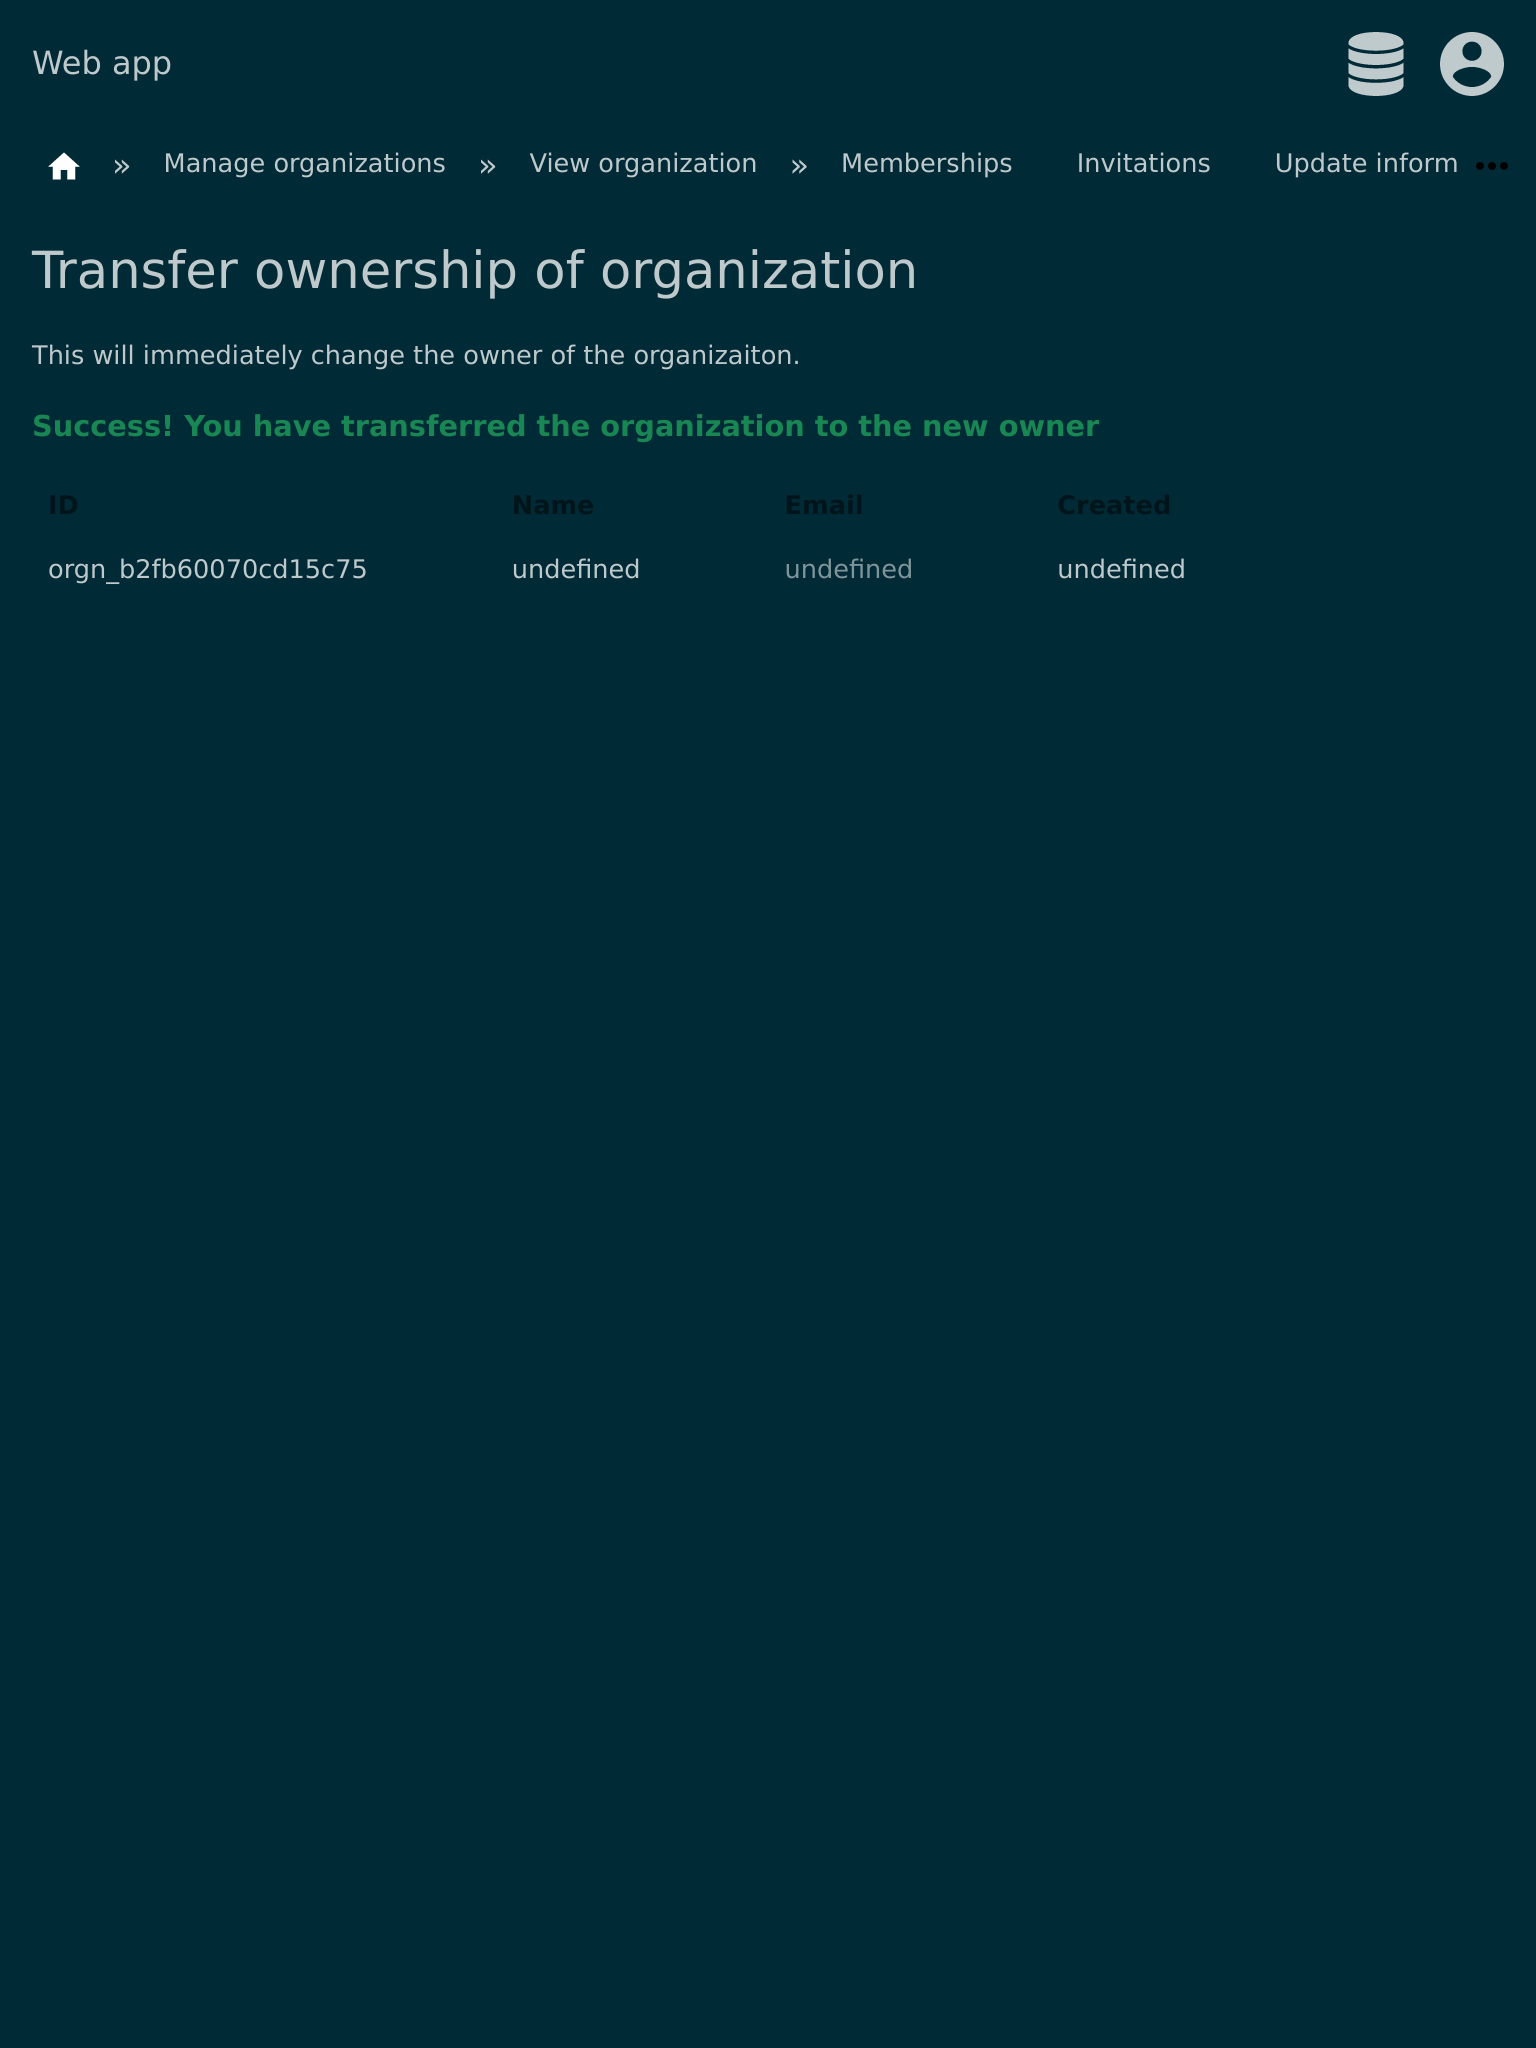 Web app
» Manage organizations » View organization » Memberships Invitations Update inform
Transfer ownership of organization
This will immediately change the owner of the organizaiton.
Success! You have transferred the organization to the new owner
ID Name Email Created
orgn_b2fb60070cd15c75 undefined undefined undefined